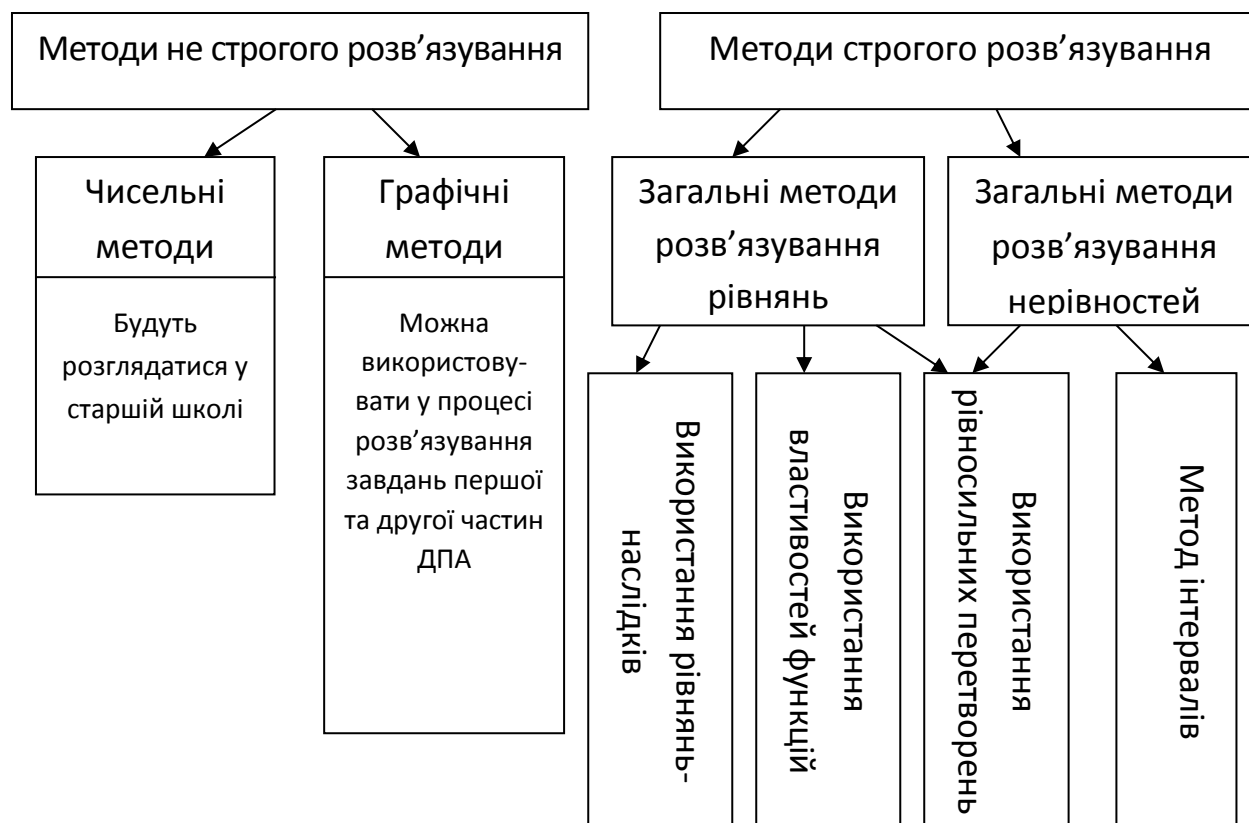 Методи не строгого розв’язування
Методи строгого розв’язування
Чисельні
методи
Будуть
розглядатися у
старшій школі
Графічні
методи
Можна
використову-
вати у процесі
розв’язування
завдань першої
та другої частин
ДПА
Загальні методи
розв’язування
рівнянь
Загальні методи
розв’язування
нерівностей
Використання рівнянь-
наслідків
Використання
властивостей функцій
Використання
рівносильних перетворень
Метод інтервалів